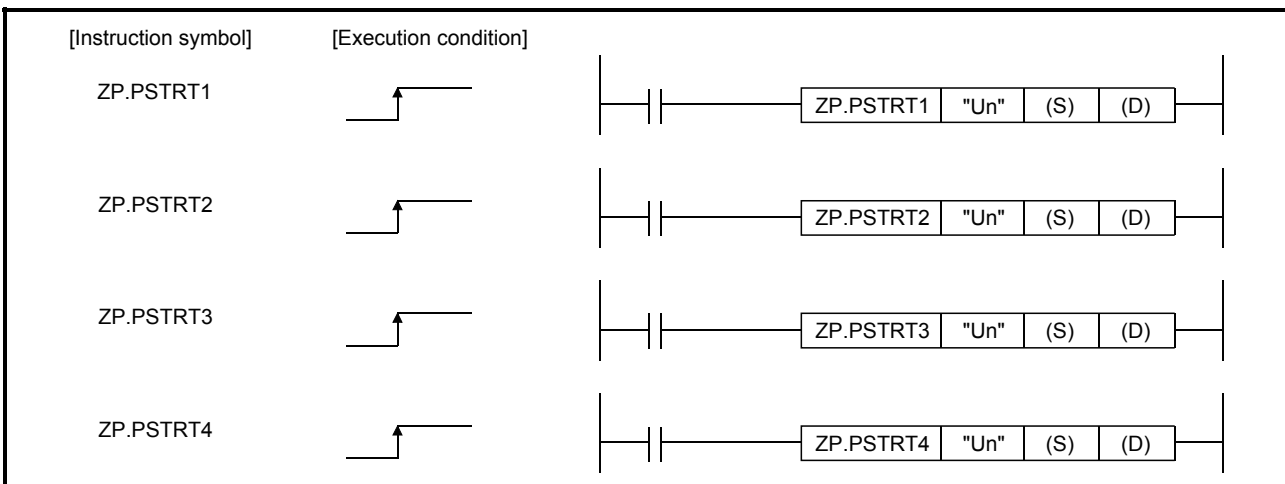 [Instruction symbol] [Execution condition]
ZP.PSTRT1 ZP.PSTRT1 "Un" (S) (D)
ZP.PSTRT2 ZP.PSTRT2 "Un" (S) (D)
ZP.PSTRT3 ZP.PSTRT3 "Un" (S) (D)
ZP.PSTRT4 ZP.PSTRT4 "Un" (S) (D)